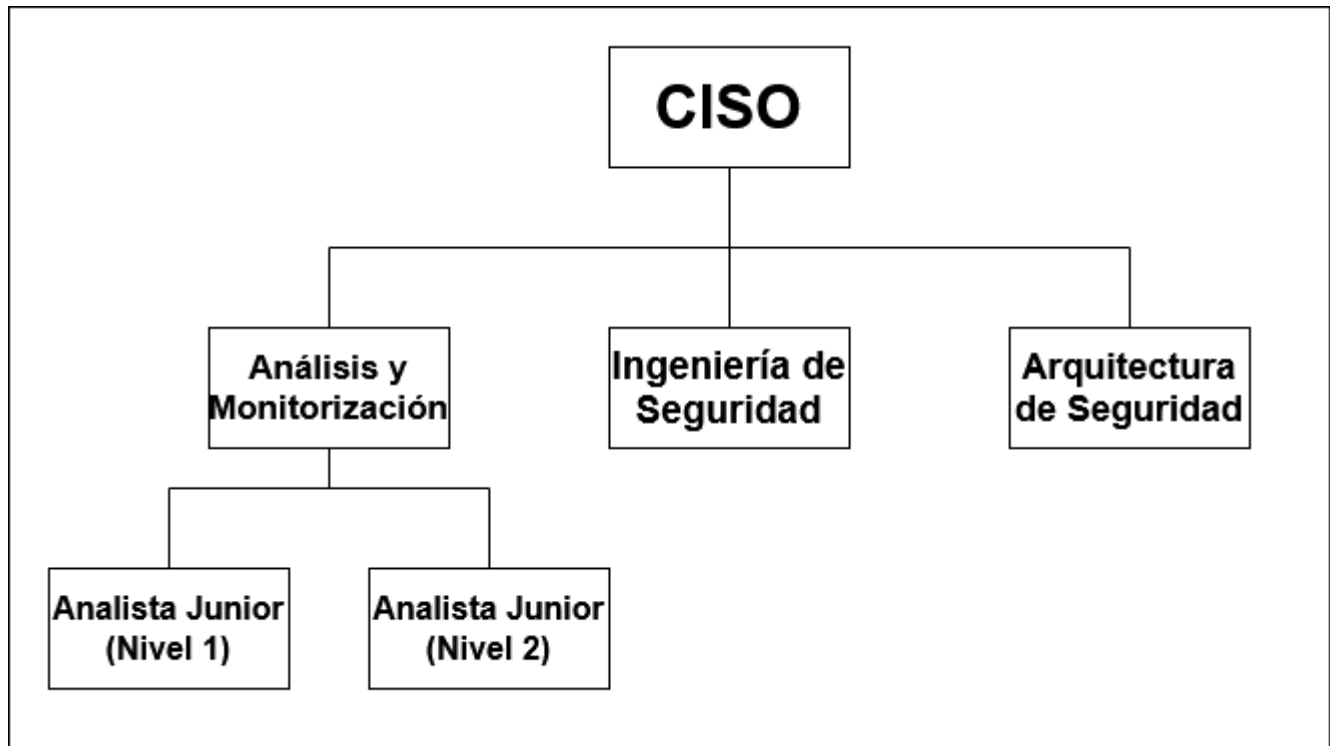 CISO
Análisis y
Monitorización
Ingeniería de
Seguridad
Arquitectura
de Seguridad
Analista Junior
(Nivel 1)
Analista Junior
(Nivel 2)